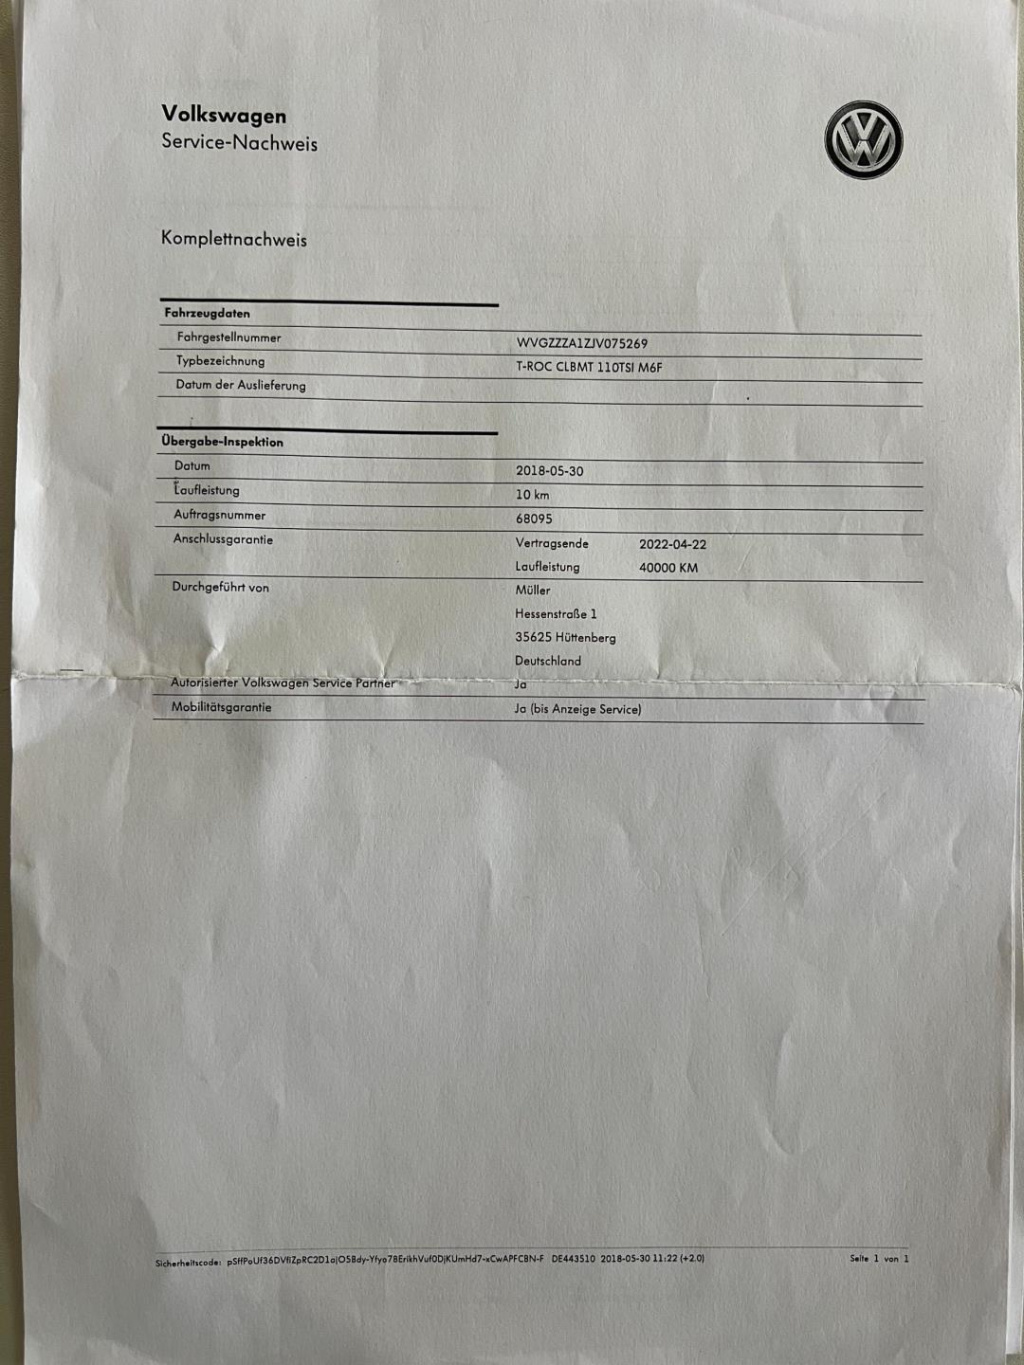 Volkswagen
Service-Nachweis
Komplettnachweis
Fahrzeugdaten
Fahrgestellnummer WVGZZZA1ZJV075269
Typbezeichnung T-ROC CLBMT 110TSI M6F
Datum der Auslieferung
Übergabe-Inspektion
Datum 2018-05-30
Laufleistung 10 km
Auftragsnummer 68095
Anschlussgarantie Vertragsende 2022-04-22
Laufleistung 40000 KM
Durchgeführt von Müller
Hessenstraße 1
35625 Hüttenberg
Deutschland
Autorisierter Volkswagen Service Partner Ja
Mobilitätsgarantie Ja (bis Anzeige Service)
Sicherheitscode: DE443510 2018-05-30 11:22 (+2.0) Seite 1 von 1